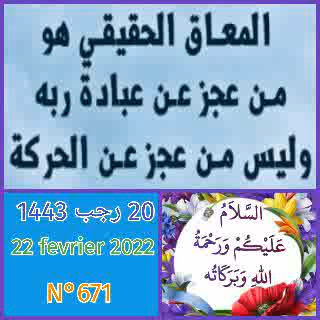 المعاق الحقيقي هو
من عجز عن عبادة ربه
وليس من عجز عن الحركة
20 رجب 1443
22 fevrier 2022
N°671
السَّلاَمُ
عَلَيْكُمْ وَرَحْمَةُ
اللهِ وَبَرَكَاتُه